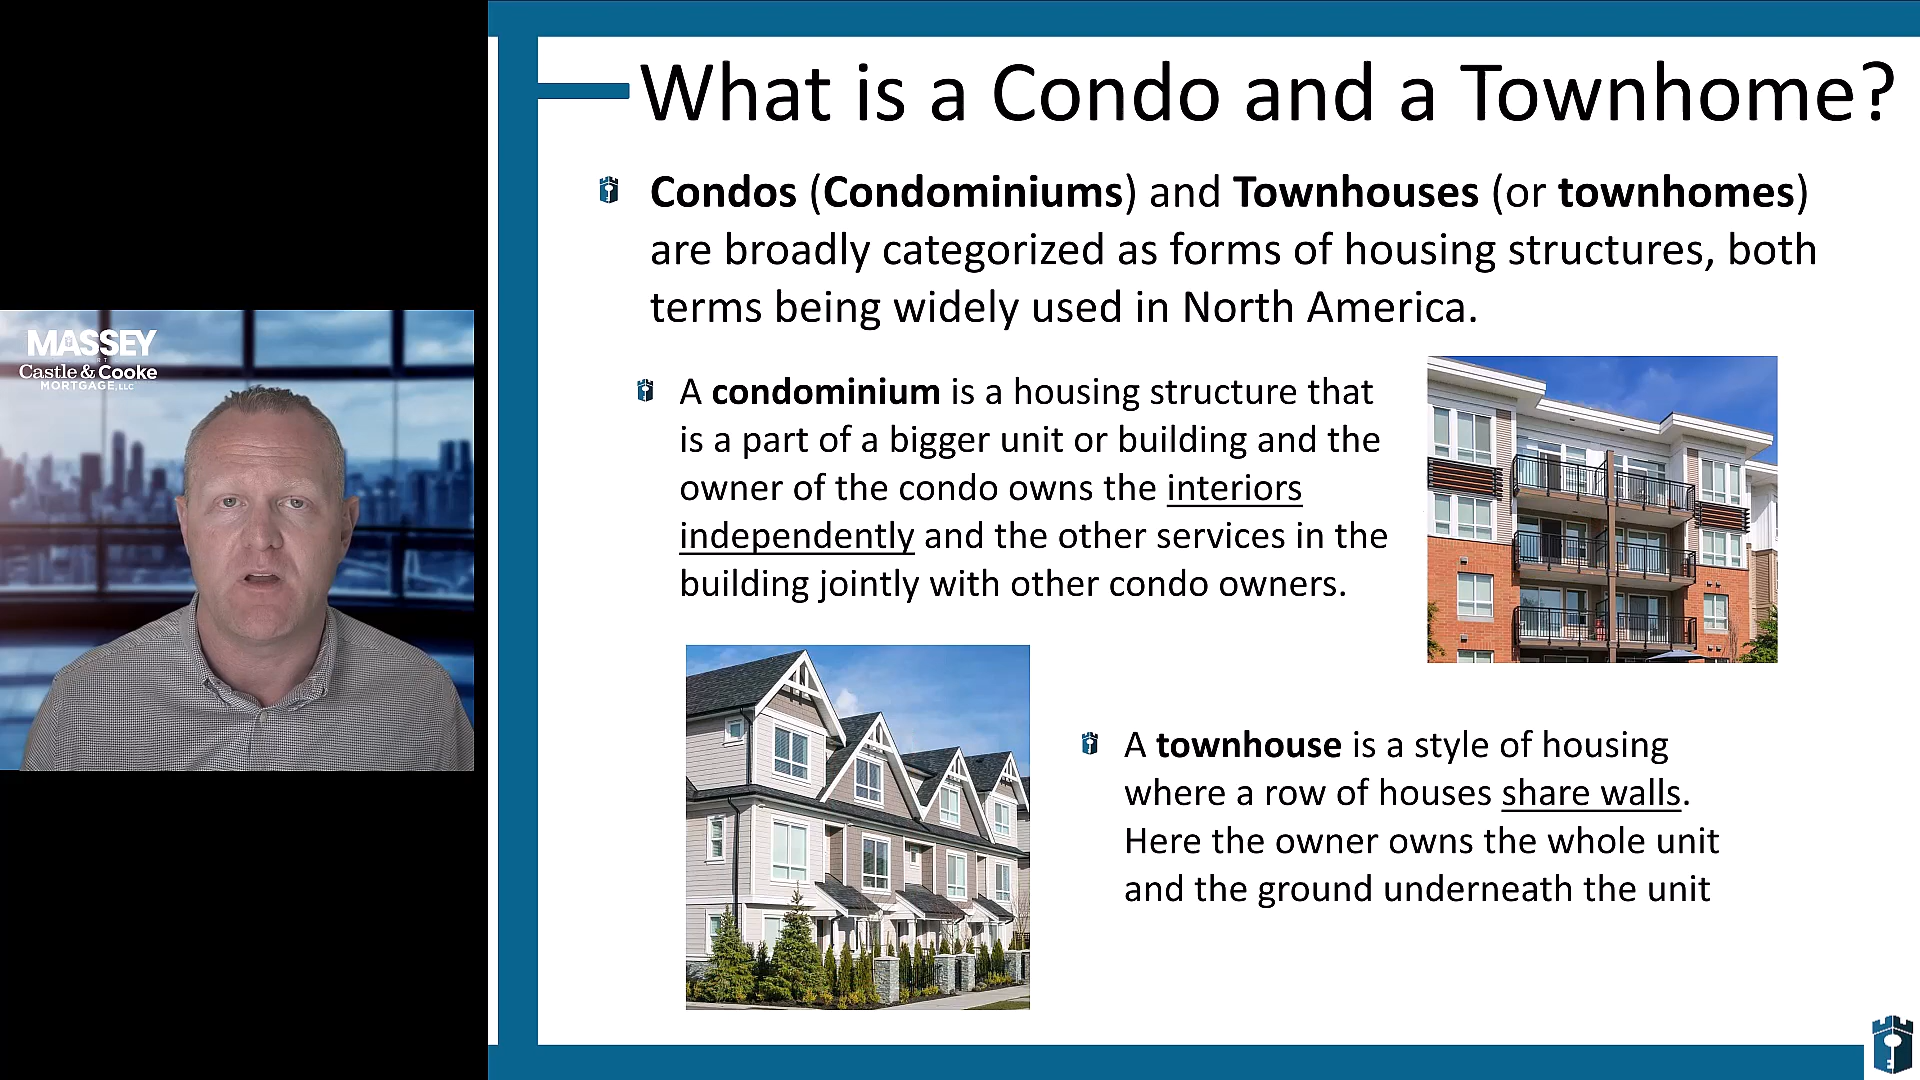 MASSEY
AT
Castle & Cooke
MORTGAGE, LLC
What is a Condo and a Townhome?
Condos (Condominiums) and Townhouses (or townhomes)
are broadly categorized as forms of housing structures, both
terms being widely used in North America.
A condominium is a housing structure that
is a part of a bigger unit or building and the
owner of the condo owns the interiors
independently and the other services in the
building jointly with other condo owners.
A townhouse is a style of housing
where a row of houses share walls.
Here the owner owns the whole unit
and the ground underneath the unit